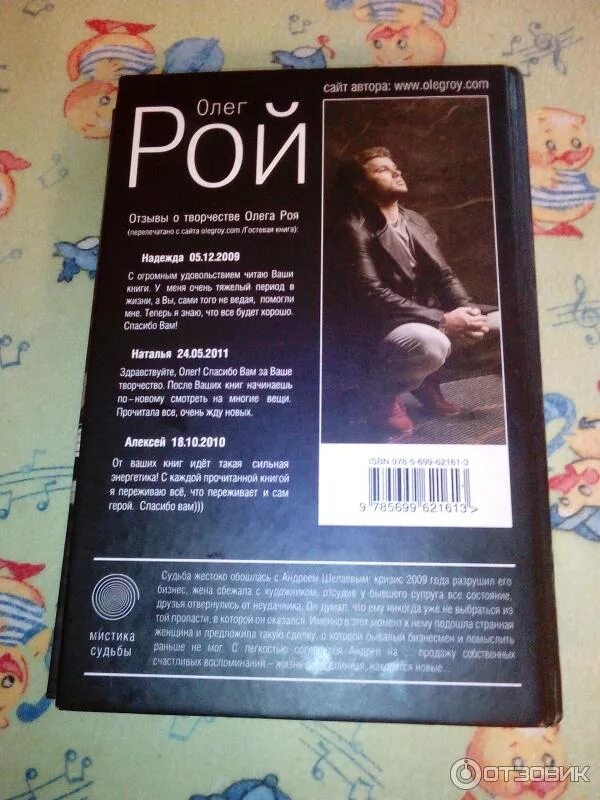 сайт автора: www.olegroy.com
Олег
Рой
Отзывы о творчестве Олега Роя
(перепечатано с сайта olegroy.com /Гостевая книга):
Надежда 05.12.2009
С огромным удовольствием читаю Ваши
книги. У меня очень тяжелый период в
жизни, а Вы, сами того не ведая, помогли
мне. Теперь я знаю, что все будет хорошо.
Спасибо Вам!
Наталья 24.05.2011
Здравствуйте, Олег! Спасибо Вам за Ваше
творчество. После Ваших книг начинаешь
по-новому смотреть на многие вещи.
Прочитала все, очень жду новых.
Алексей 18.10.2010
От ваших книг идёт такая сильная
энергетика! С каждой прочитанной книгой
я переживаю всё, что переживает и сам
герой. Спасибо вам)))
ISBN 978-5-699-62161-3
9 785699 621613>
мистика
судьбы
Судьба жестоко обошлась с Андреем Шелаевым: кризис 2009 года разрушил его
бизнес, жена сбежала с художником, отсудив у бывшего супруга все состояние,
друзья отвернулись от неудачника. Он думал, что ему никогда уже не выбраться из
той пропасти, в которой он оказался. Именно в этот момент к нему подошла странная
женщина и предложила такую сделку, о которой бывалый бизнесмен и помыслить
раньше не мог. С легкостью согласился Андрей на продажу собственных
счастливых воспоминаний – жизнь длинная, накопятся новые...
ОТЗОВИК